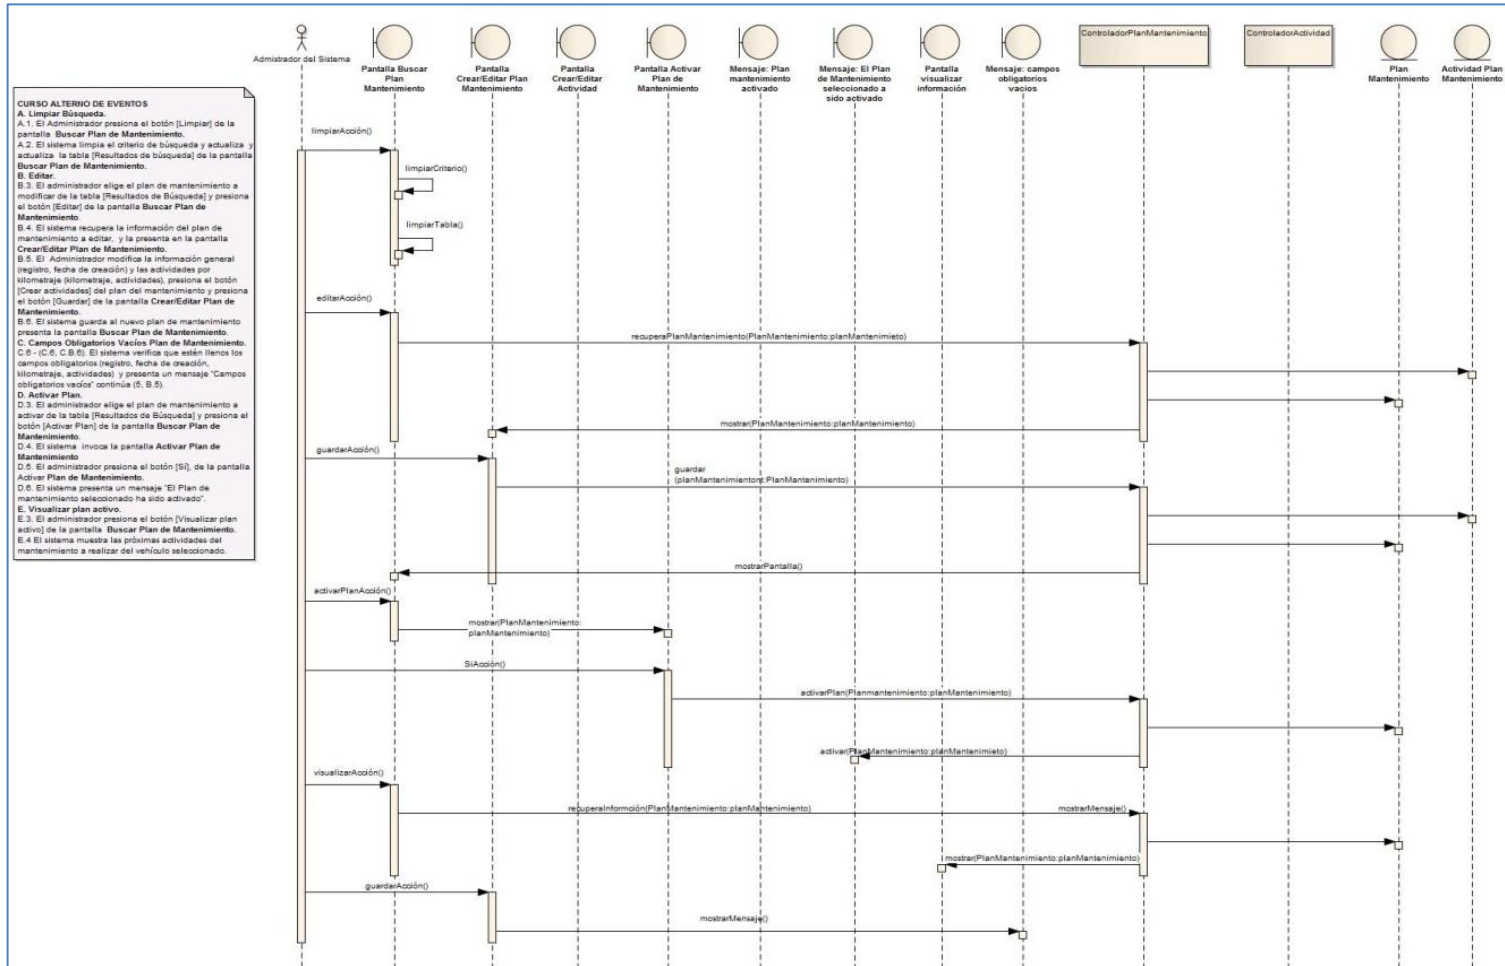 Admistrador del Sistema
Pantalla Buscar
Plan
Mantenimiento
Pantalla
Crear/Editar Plan
Mantenimiento
Pantalla
Crear/Editar
Actividad
Pantalla Activar
Plan de
Mantenimiento
Mensaje: Plan
mantenimiento
activado
Mensaje: El Plan
de Mantenimiento
seleccionado a
sido activado
Pantalla
visualizar
información
Mensaje: campos
obligatorios
vacios
ControladorPlanMantenimiento
ControladorActividad
Plan
Mantenimiento
Actividad Plan
Mantenimiento
CURSO ALTERNO DE EVENTOS
A. Limpiar Búsqueda.
A.1. El Administrador presiona el botón [Limpiar] de la
pantalla Buscar Plan de Mantenimiento.
A.2. El sistema limpia el criterio de búsqueda y actualiza y
actualiza la tabla [Resultados de búsqueda] de la pantalla
Buscar Plan de Mantenimiento.
B. Editar.
B.3. El administrador elige el plan de mantenimiento a
modificar de la tabla [Resultados de Búsqueda] y presiona
el botón [Editar] de la pantalla Buscar Plan de
Mantenimiento.
B.4. El sistema recupera la información del plan de
mantenimiento a editar, y la presenta en la pantalla
Crear/Editar Plan de Mantenimiento.
B.5. El Administrador modifica la información general
(registro, fecha de creación) y las actividades por
kilometraje (kilometraje, actividades), presiona el botón
[Crear actividades] del plan del mantenimiento y presiona
el botón [Guardar] de la pantalla Crear/Editar Plan de
Mantenimiento.
B.6. El sistema guarda al nuevo plan de mantenimiento
presenta la pantalla Buscar Plan de Mantenimiento.
C. Campos Obligatorios Vacíos Plan de Mantenimiento.
C.6 - (C.6, C.B.6). El sistema verifica que estén llenos los
campos obligatorios (registro, fecha de creación,
kilometraje, actividades) y presenta un mensaje "Campos
obligatorios vacíos" continúa (5, B.5).
D. Activar Plan.
D.3. El administrador elige el plan de mantenimiento a
activar de la tabla [Resultados de Búsqueda] y presiona el
botón [Activar Plan] de la pantalla Buscar Plan de
Mantenimiento.
D.4. El sistema invoca la pantalla Activar Plan de
Mantenimiento
D.5. El administrador presiona el botón [Sí], de la pantalla
Activar Plan de Mantenimiento.
D.6. El sistema presenta un mensaje "El Plan de
mantenimiento seleccionado ha sido activado".
E. Visualizar plan activo.
E.3. El administrador presiona el botón [Visualizar plan
activo] de la pantalla Buscar Plan de Mantenimiento.
E.4 El sistema muestra las próximas actividades del
mantenimiento a realizar del vehículo seleccionado.
limpiarAcción()
limpiarCriterio()
limpiarTabla()
editarAcción()
recuperaPlanMantenimiento(PlanMantenimiento:planMantenimieto)
mostrar(PlanMantenimiento:planMantenimiento)
guardarAcción()
guardar
(planMantenimientont:PlanMantenimiento)
mostrarPantalla()
activarPlanAcción()
mostrar(PlanMantenimiento:
planMantenimiento)
SiAcción()
activarPlan(Planmantenimiento:planMantenimiento)
activar(PlanMantenimiento:planMantenimieto)
visualizarAcción()
recuperaInformción(PlanMantenimiento:planMantenimiento)
mostrarMensaje()
mostrar(PlanMantenimiento:planMantenimiento)
guardarAcción()
mostrarMensaje()